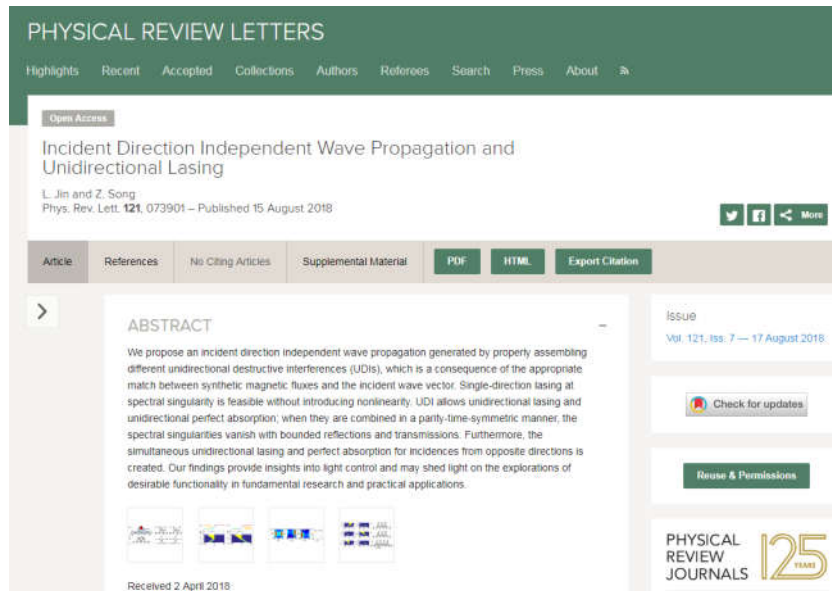 PHYSICAL REVIEW LETTERS
Highlights Recent Accepted Collections Authors Referees Search Press About
Open Access
Incident Direction Independent Wave Propagation and
Unidirectional Lasing
L. Jin and Z. Song
Phys. Rev. Lett. 121, 073901 – Published 15 August 2018
More
Article References No Citing Articles Supplemental Material PDF HTML Export Citation
ABSTRACT
We propose an incident direction independent wave propagation generated by properly assembling
different unidirectional destructive interferences (UDIs), which is a consequence of the appropriate
match between synthetic magnetic fluxes and the incident wave vector. Single-direction lasing at
spectral singularity is feasible without introducing nonlinearity. UDI allows unidirectional lasing and
unidirectional perfect absorption; when they are combined in a parity-time-symmetric manner, the
spectral singularities vanish with bounded reflections and transmissions. Furthermore, the
simultaneous unidirectional lasing and perfect absorption for incidences from opposite directions is
created. Our findings provide insights into light control and may shed light on the explorations of
desirable functionality in fundamental research and practical applications.
Received 2 April 2018
Issue
Vol. 121, Iss. 7 — 17 August 2018
Check for updates
Reuse & Permissions
PHYSICAL
REVIEW
JOURNALS
125
YEARS